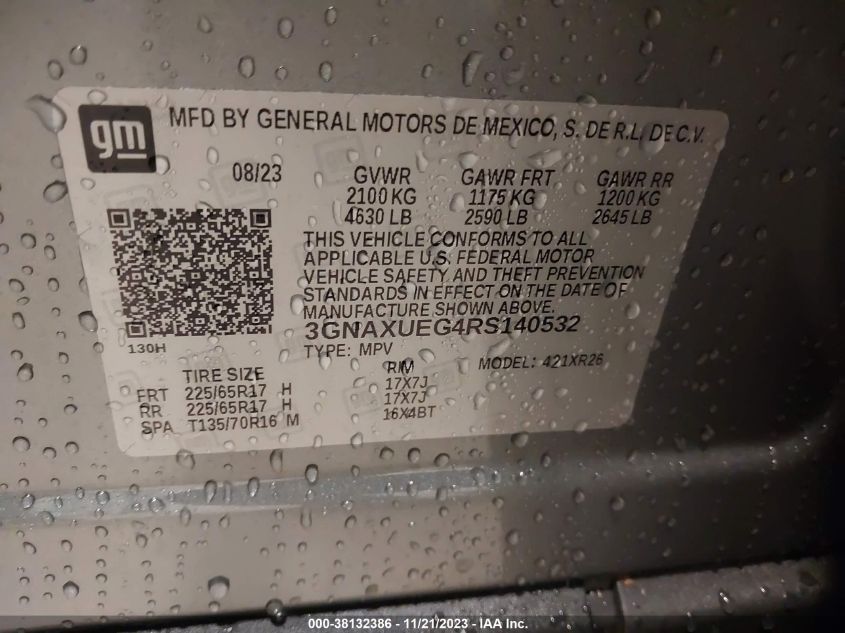 gm
MFD BY GENERAL MOTORS DE MEXICO, S. DE R.L. DE C.V.
08/23 GVWR GAWR FRT GAWR RR
2100 KG 1175 KG 1200 KG
4630 LB 2590 LB 2645 LB
THIS VEHICLE CONFORMS TO ALL
APPLICABLE U.S. FEDERAL MOTOR
VEHICLE SAFETY AND THEFT PREVENTION
STANDARDS IN EFFECT ON THE DATE OF
MANUFACTURE SHOWN ABOVE.
3GNAXUEG4RS140532
130H
TYPE: MPV MODEL: 421XR26
TIRE SIZE RIM
FRT 225/65R17 H 17X7J
RR 225/65R17 H 17X7J
SPA T135/70R16 M 16X4BT
000-38132386 - 11/21/2023 - IAA Inc.